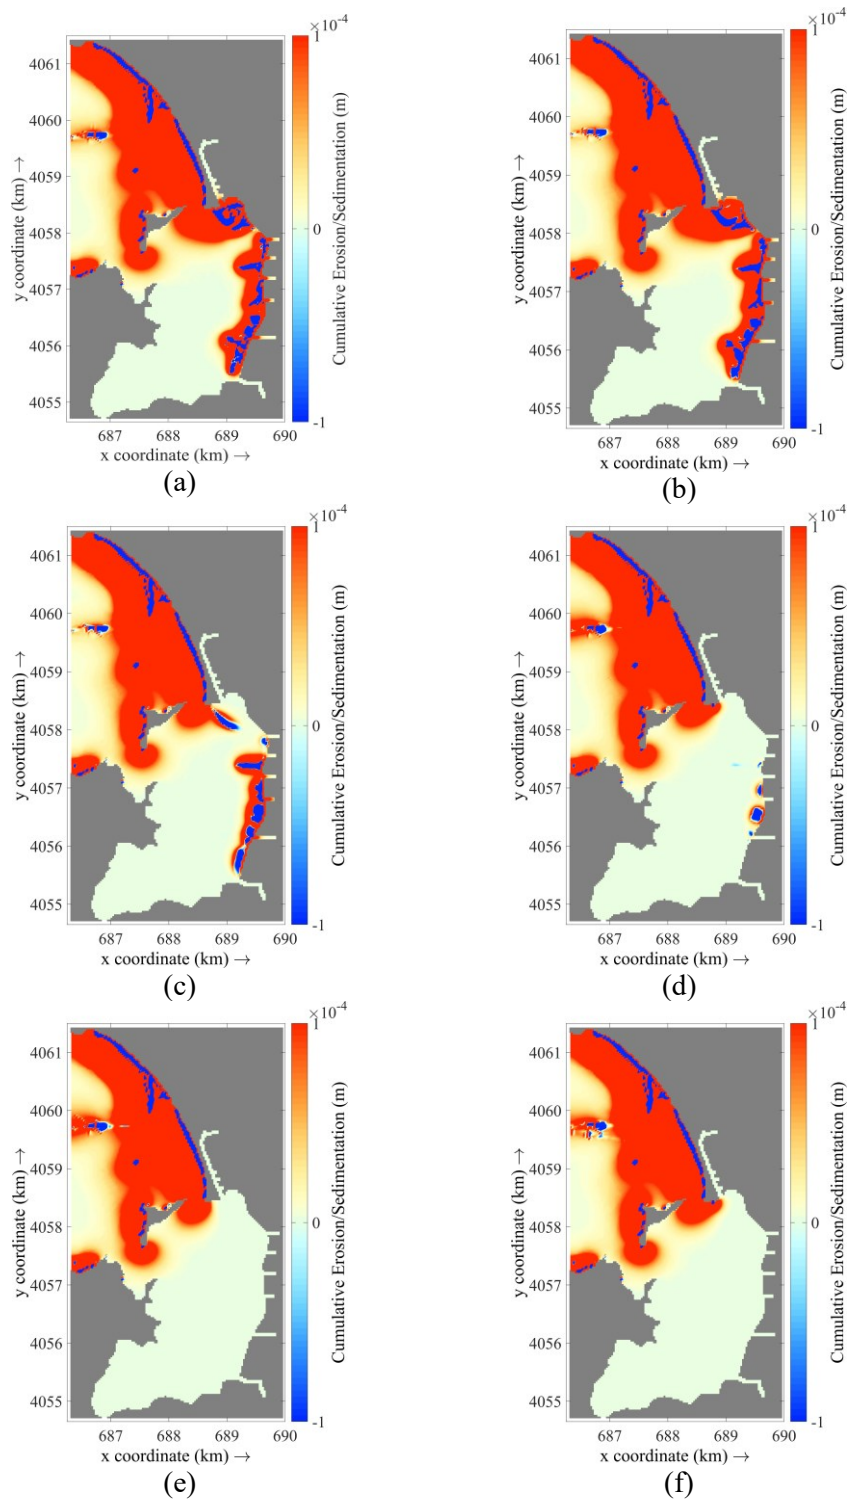 ×10⁻⁴
1
0
-1
Cumulative Erosion/Sedimentation (m)
4061
4060
4059
4058
4057
4056
4055
y coordinate (km) →
687 688 689 690
x coordinate (km) →
(a)
×10⁻⁴
1
0
-1
Cumulative Erosion/Sedimentation (m)
4061
4060
4059
4058
4057
4056
4055
y coordinate (km) →
687 688 689 690
x coordinate (km) →
(b)
×10⁻⁴
1
0
-1
Cumulative Erosion/Sedimentation (m)
4061
4060
4059
4058
4057
4056
4055
y coordinate (km) →
687 688 689 690
x coordinate (km) →
(c)
×10⁻⁴
1
0
-1
Cumulative Erosion/Sedimentation (m)
4061
4060
4059
4058
4057
4056
4055
y coordinate (km) →
687 688 689 690
x coordinate (km) →
(d)
×10⁻⁴
1
0
-1
Cumulative Erosion/Sedimentation (m)
4061
4060
4059
4058
4057
4056
4055
y coordinate (km) →
687 688 689 690
x coordinate (km) →
(e)
×10⁻⁴
1
0
-1
Cumulative Erosion/Sedimentation (m)
4061
4060
4059
4058
4057
4056
4055
y coordinate (km) →
687 688 689 690
x coordinate (km) →
(f)